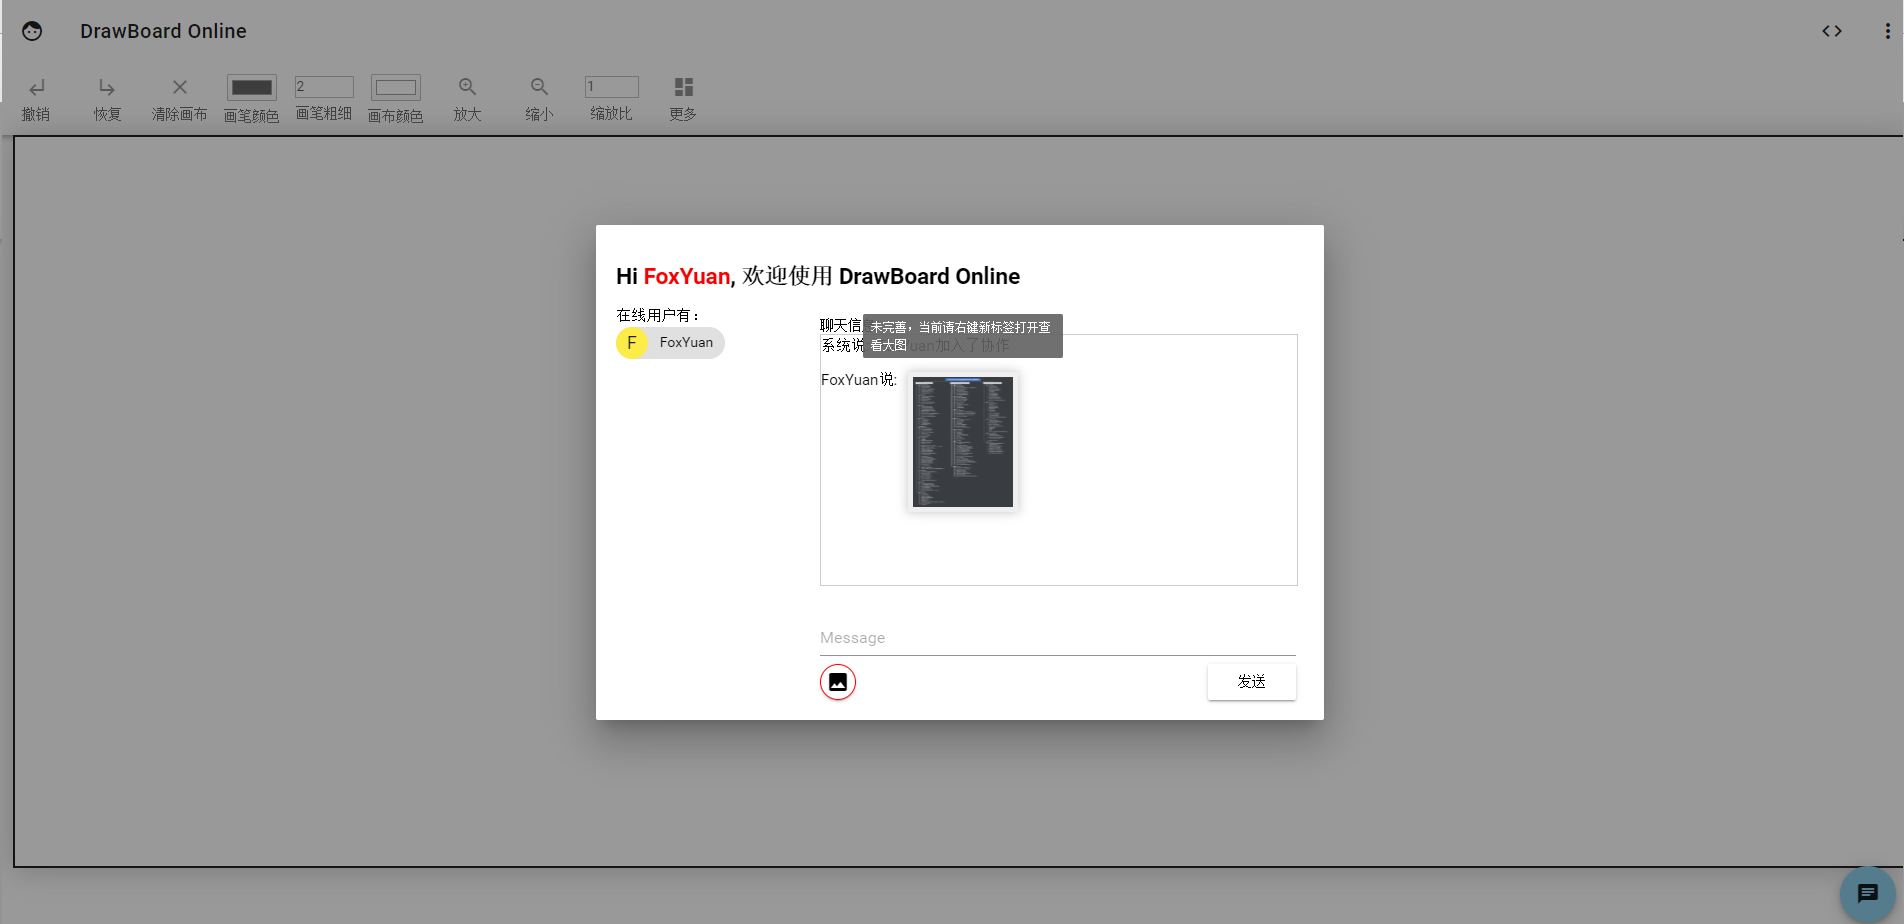 DrawBoard Online
撤销
恢复
清除画布
画笔颜色
2
画笔粗细
画布颜色
放大
缩小
1
缩放比
更多
Hi FoxYuan, 欢迎使用 DrawBoard Online
在线用户有：
F FoxYuan
聊天信
未完善，当前请右键新标签打开查
看大图
系统说 uan加入了协作
FoxYuan说:
Message
发送